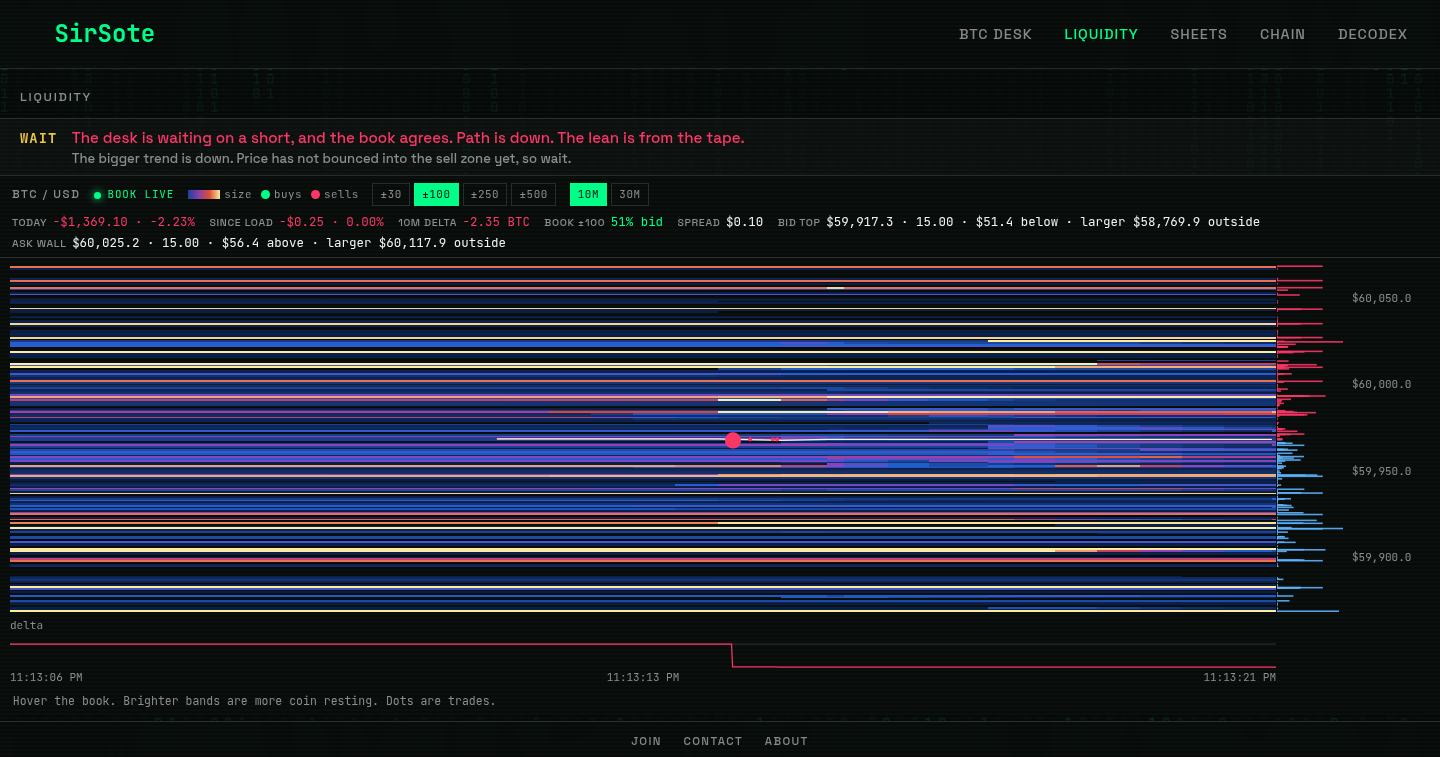 SirSote
BTC DESK LIQUIDITY SHEETS CHAIN DECODEX
LIQUIDITY
WAIT The desk is waiting on a short, and the book agrees. Path is down. The lean is from the tape.
The bigger trend is down. Price has not bounced into the sell zone yet, so wait.
BTC / USD BOOK LIVE size buys sells ±30 ±100 ±250 ±500 10M 30M
TODAY -$1,369.10 · -2.23% SINCE LOAD -$0.25 · 0.00% 10M DELTA -2.35 BTC BOOK ±100 51% bid SPREAD $0.10 BID TOP $59,917.3 · 15.00 · $51.4 below · larger $58,769.9 outside
ASK WALL $60,025.2 · 15.00 · $56.4 above · larger $60,117.9 outside
$60,050.0
$60,000.0
$59,950.0
$59,900.0
delta
11:13:06 PM 11:13:13 PM 11:13:21 PM
Hover the book. Brighter bands are more coin resting. Dots are trades.
JOIN CONTACT ABOUT